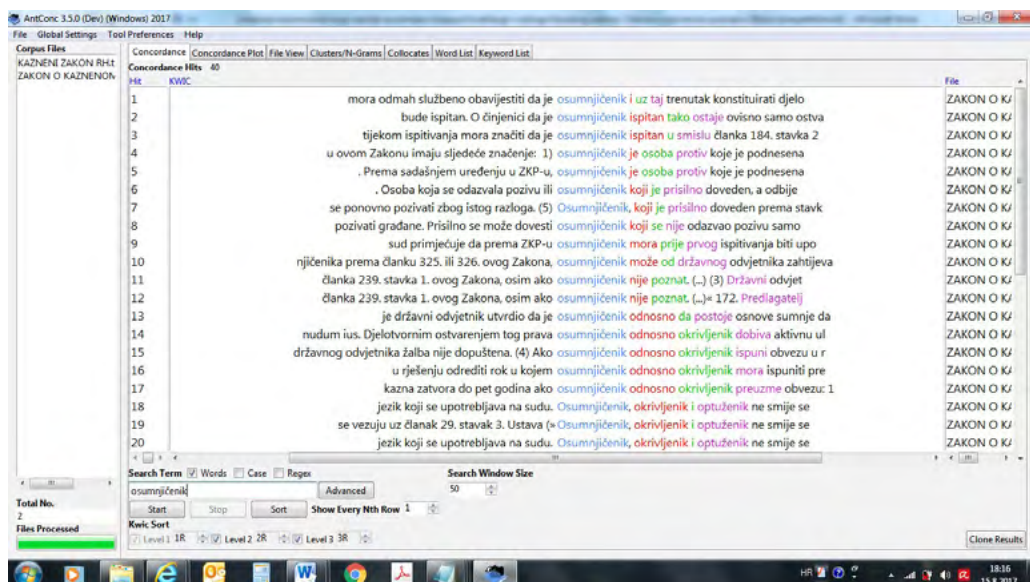 AntConc 3.5.0 (Dev) (Windows) 2017
File Global Settings Tool Preferences Help
Corpus Files
KAZNENI ZAKON RH.t
ZAKON O KAZNENON
Concordance Concordance Plot File View Clusters/N-Grams Collocates Word List Keyword List
Concordance Hits 40
Hit KWIC File
1 mora odmah službeno obavijestiti da je osumnjičenik i uz taj trenutak konstituirati djelo ZAKON O K
2 bude ispitan. O činjenici da je osumnjičenik ispitan tako ostaje ovisno samo ostva ZAKON O K
3 tijekom ispitivanja mora značiti da je osumnjičenik ispitan u smislu članka 184. stavka 2 ZAKON O K
4 u ovom Zakonu imaju sljedeće značenje: 1) osumnjičenik je osoba protiv koje je podnesena ZAKON O K
5 . Prema sadašnjem uređenju u ZKP-u, osumnjičenik je osoba protiv koje je podnesena ZAKON O K
6 . Osoba koja se odazvala pozivu ili osumnjičenik koji je prisilno doveden, a odbije ZAKON O K
7 se ponovno pozivati zbog istog razloga. (5) Osumnjičenik, koji je prisilno doveden prema stavk ZAKON O K
8 pozivati građane. Prisilno se može dovesti osumnjičenik koji se nije odazvao pozivu samo ZAKON O K
9 sud primjećuje da prema ZKP-u osumnjičenik mora prije prvog ispitivanja biti upo ZAKON O K
10 njičenika prema članku 325. ili 326. ovog Zakona, osumnjičenik može od državnog odvjetnika zahtijeva ZAKON O K
11 članka 239. stavka 1. ovog Zakona, osim ako osumnjičenik nije poznat. (...) (3) Državni odvjet ZAKON O K
12 članka 239. stavka 1. ovog Zakona, osim ako osumnjičenik nije poznat. (...)« 172. Predlagatelj ZAKON O K
13 je državni odvjetnik utvrdio da je osumnjičenik odnosno da postoje osnove sumnje da ZAKON O K
14 nudum ius. Djelotvornim ostvarenjem tog prava osumnjičenik odnosno okrivljenik dobiva aktivnu ul ZAKON O K
15 državnog odvjetnika žalba nije dopuštena. (4) Ako osumnjičenik odnosno okrivljenik ispuni obvezu u r ZAKON O K
16 u rješenju odrediti rok u kojem osumnjičenik odnosno okrivljenik mora ispuniti pre ZAKON O K
17 kazna zatvora do pet godina ako osumnjičenik odnosno okrivljenik preuzme obvezu: 1 ZAKON O K
18 jezik koji se upotrebljava na sudu. Osumnjičenik, okrivljenik i optuženik ne smije se ZAKON O K
19 se vezuju uz članak 29. stavak 3. Ustava (» Osumnjičenik, okrivljenik i optuženik ne smije se ZAKON O K
20 jezik koji se upotrebljava na sudu. Osumnjičenik, okrivljenik i optuženik ne smije se ZAKON O K
Search Term Words Case Regex Search Window Size
osumnjičenik Advanced 50
Start Stop Sort Show Every Nth Row 1
Total No.
2
Files Processed
Kwic Sort
Level 1 1R Level 2 2R Level 3 3R Clone Results
HR 18:16
15.8.2017